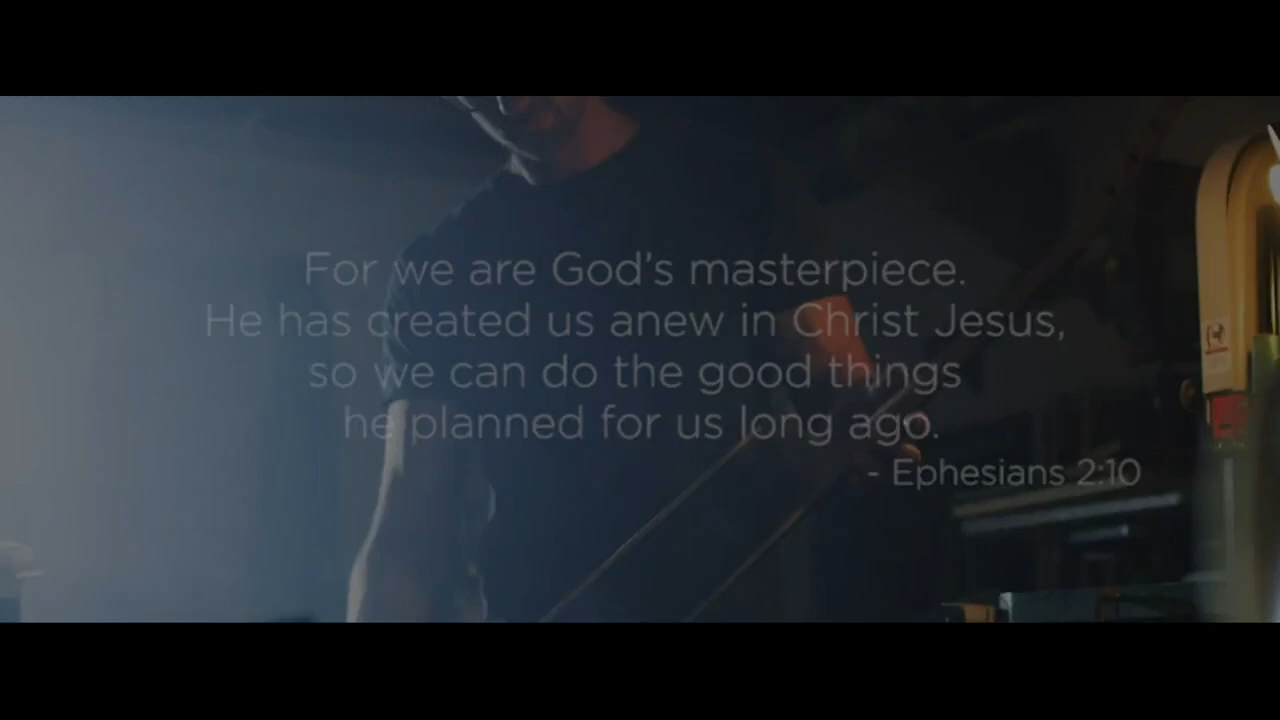 For we are God's masterpiece.
He has created us anew in Christ Jesus,
so we can do the good things
he planned for us long ago.
- Ephesians 2:10